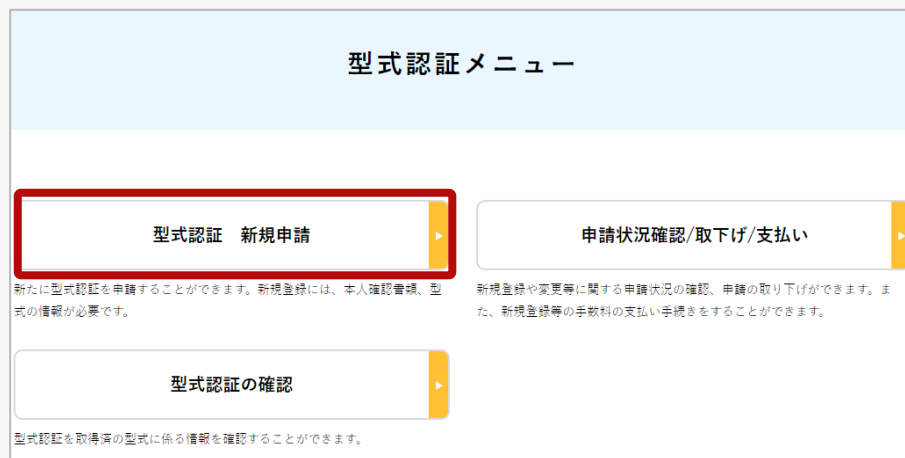 型式認証メニュー
型式認証　新規申請
申請状況確認/取下げ/支払い
新たに型式認証を申請することができます。新規登録には、本人確認書類、型
式の情報が必要です。
新規登録や変更等に関する申請状況の確認、申請の取り下げができます。ま
た、新規登録等の手数料の支払い手続きをすることができます。
型式認証の確認
型式認証を取得済の型式に係る情報を確認することができます。